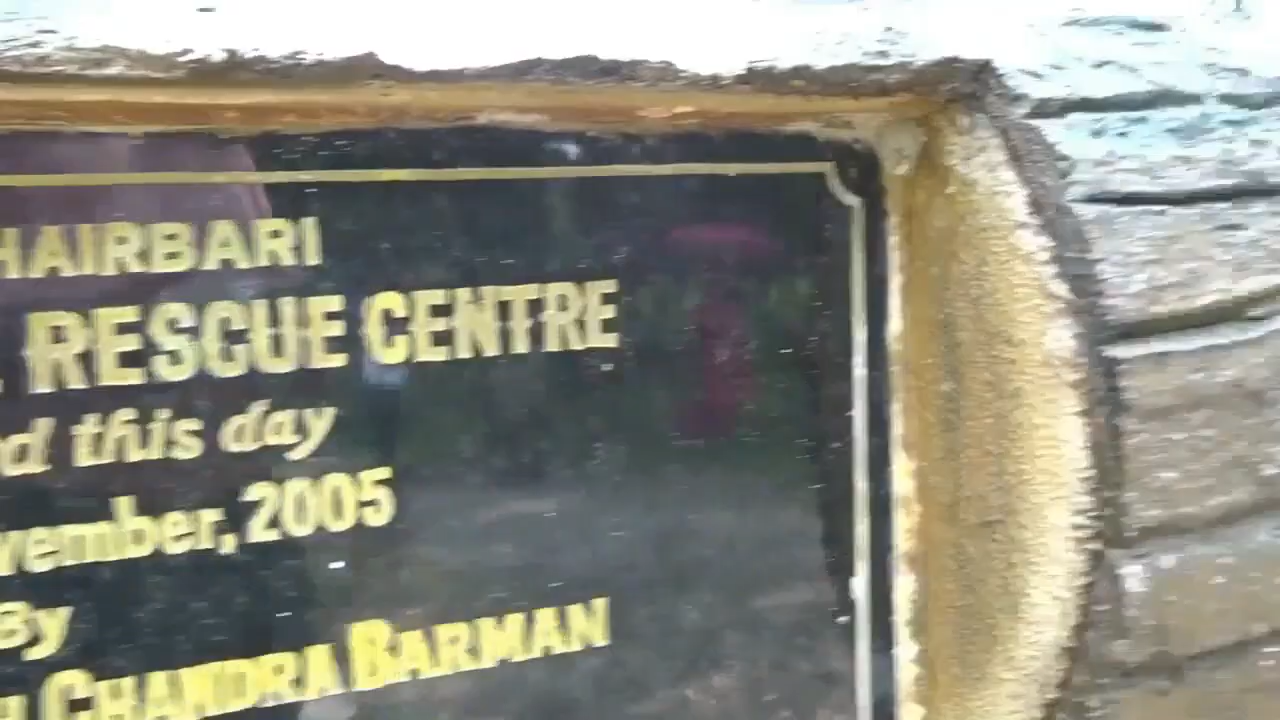 HAIRBARI
RESCUE CENTRE
d this day
vember, 2005
By
H CHANDRA BARMAN